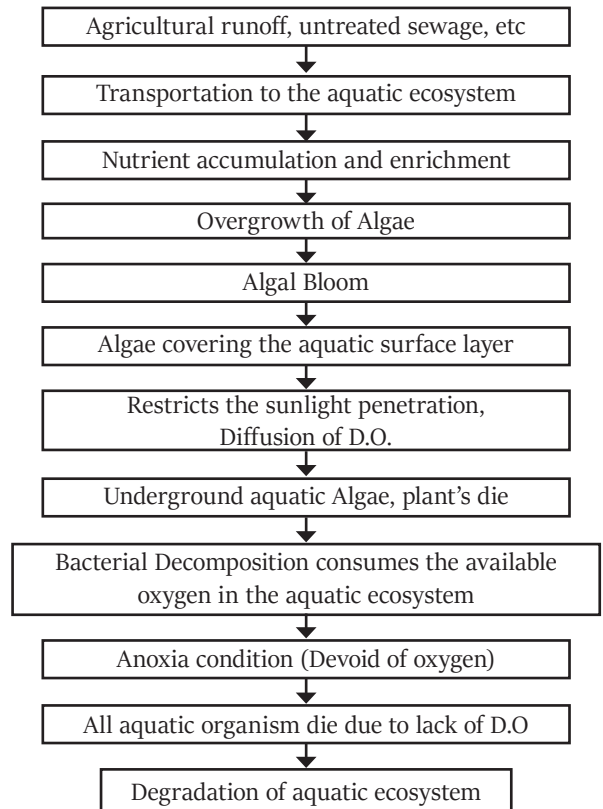 Agricultural runoff, untreated sewage, etc
Transportation to the aquatic ecosystem
Nutrient accumulation and enrichment
Overgrowth of Algae
Algal Bloom
Algae covering the aquatic surface layer
Restricts the sunlight penetration,
Diffusion of D.O.
Underground aquatic Algae, plant's die
Bacterial Decomposition consumes the available
oxygen in the aquatic ecosystem
Anoxia condition (Devoid of oxygen)
All aquatic organism die due to lack of D.O
Degradation of aquatic ecosystem